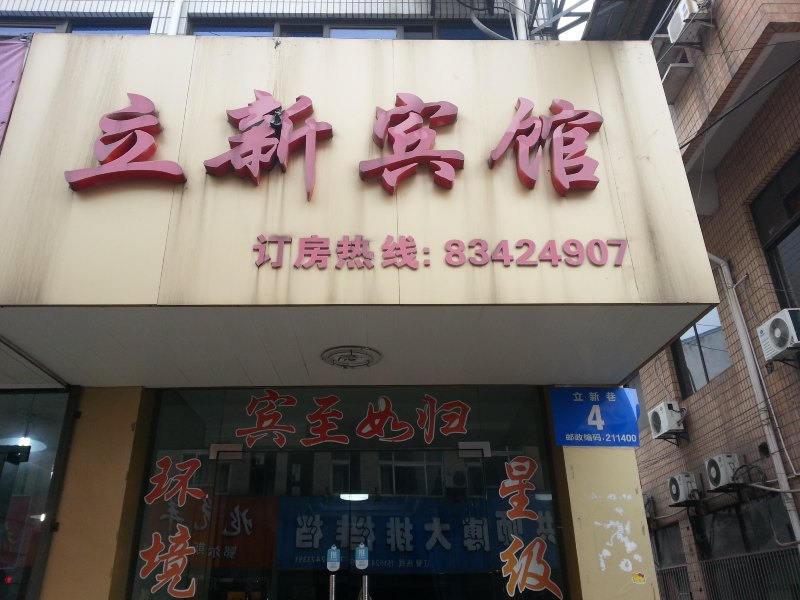 立新宾馆
订房热线: 83424907
宾至如归
立新巷
4
邮政编码: 211400
环境
星级
大排档